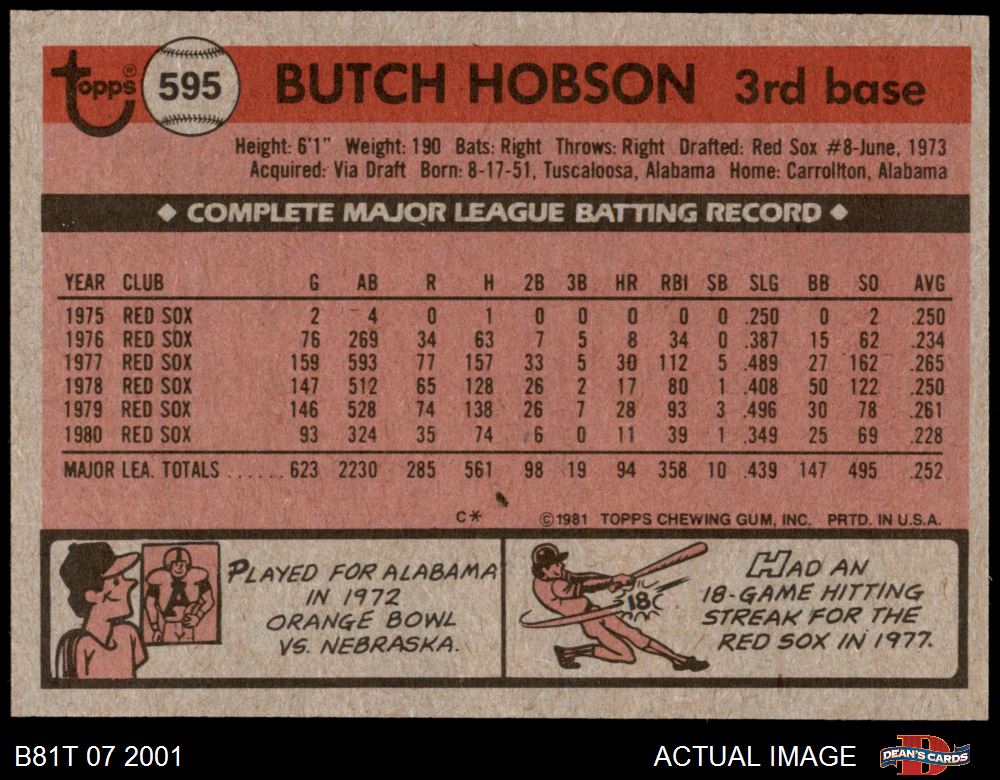 Topps®
595
BUTCH HOBSON 3rd base
Height: 6'1" Weight: 190 Bats: Right Throws: Right Drafted: Red Sox #8-June, 1973
Acquired: Via Draft Born: 8-17-51, Tuscaloosa, Alabama Home: Carrollton, Alabama
◆ COMPLETE MAJOR LEAGUE BATTING RECORD ◆
YEAR CLUB G AB R H 2B 3B HR RBI SB SLG BB SO AVG
1975 RED SOX 2 4 0 1 0 0 0 0 0 .250 0 2 .250
1976 RED SOX 76 269 34 63 7 5 8 34 0 .387 15 62 .234
1977 RED SOX 159 593 77 157 33 5 30 112 5 .489 27 162 .265
1978 RED SOX 147 512 65 128 26 2 17 80 1 .408 50 122 .250
1979 RED SOX 146 528 74 138 26 7 28 93 3 .496 30 78 .261
1980 RED SOX 93 324 35 74 6 0 11 39 1 .349 25 69 .228
MAJOR LEA. TOTALS ...... 623 2230 285 561 98 19 94 358 10 .439 147 495 .252
C* ©1981 TOPPS CHEWING GUM, INC. PRTD. IN U.S.A.
A
PLAYED FOR ALABAMA
IN 1972
ORANGE BOWL
VS. NEBRASKA.
18
HAD AN
18-GAME HITTING
STREAK FOR THE
RED SOX IN 1977.
B81T 07 2001 ACTUAL IMAGE
D
DEAN'S CARDS